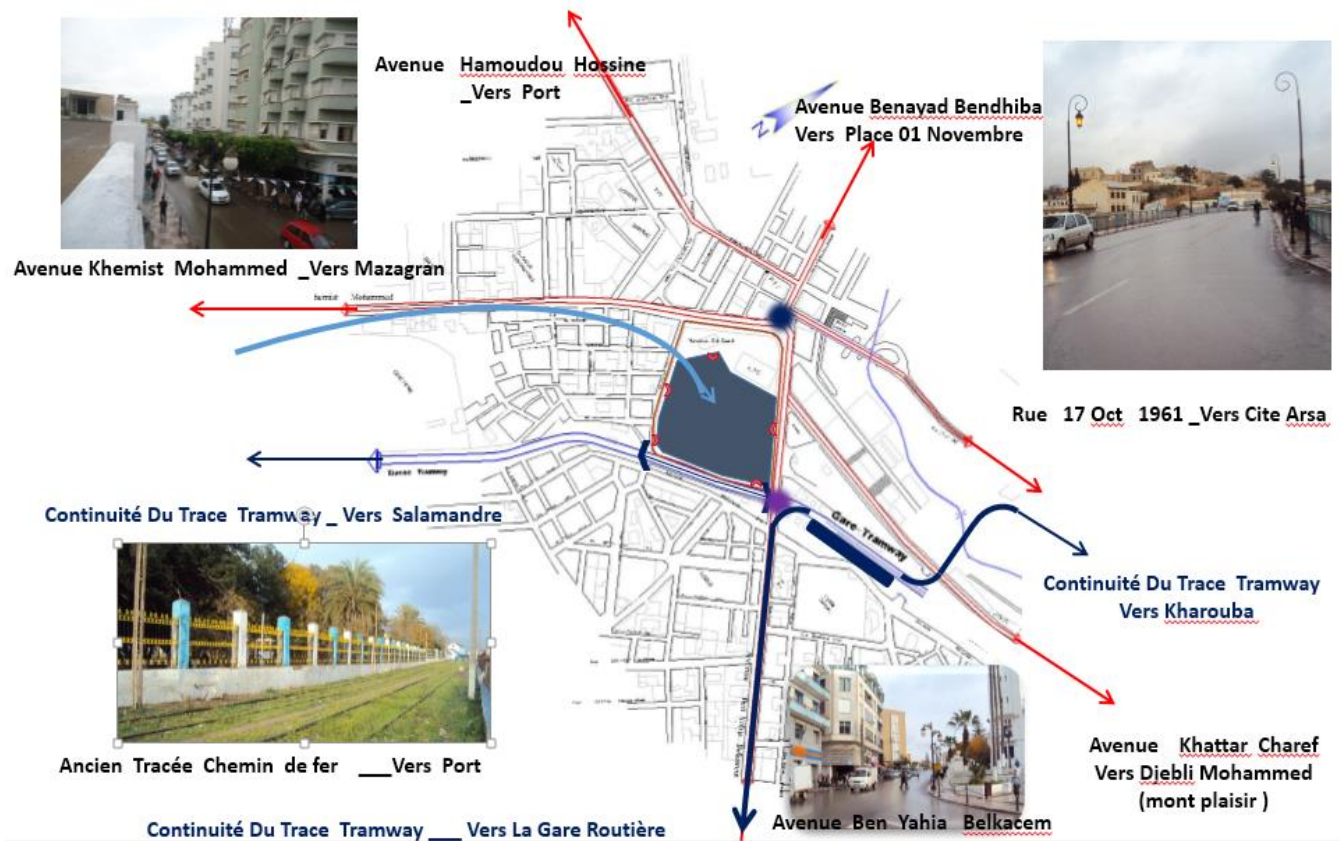 Avenue Hamoudou Hossine
_Vers Port
Avenue Benayad Bendhiba
Vers Place 01 Novembre
N
Avenue Khemist Mohammed _Vers Mazagran
hemist Mohammed
Rue 17 Oct 1961 _Vers Cite Arsa
Continuité Du Trace Tramway _ Vers Salamandre
Gare Tramway
Continuité Du Trace Tramway
Vers Kharouba
Ancien Tracée Chemin de fer ___Vers Port
Avenue Khattar Charef
Vers Djebli Mohammed
(mont plaisir )
Avenue Ben Yahia Belkacem
Continuité Du Trace Tramway ___ Vers La Gare Routière